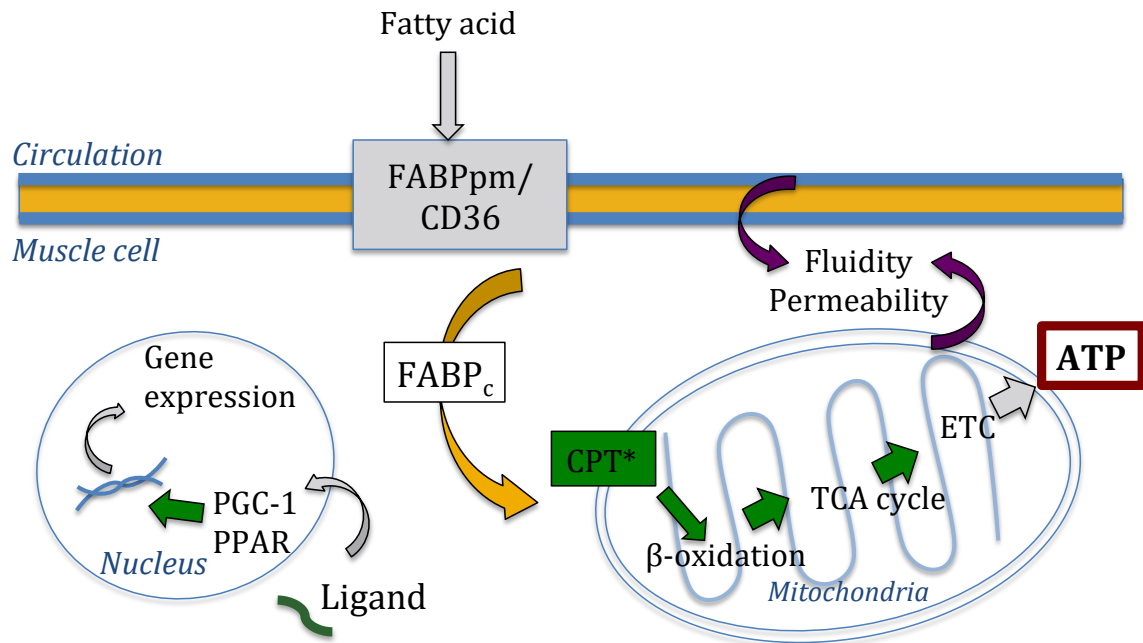 Fatty acid
Circulation
FABPpm/
CD36
Muscle cell
Fluidity
Permeability
Gene
expression
FABPc
ATP
ETC
CPT*
TCA cycle
PGC-1
PPAR
β-oxidation
Nucleus
Mitochondria
Ligand